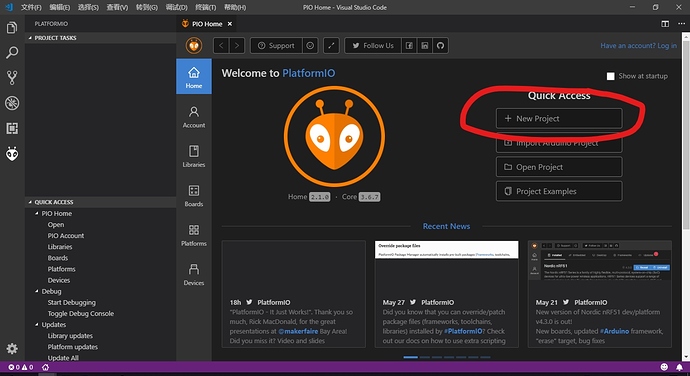 文件(F) 编辑(E) 选择(S) 查看(V) 转到(G) 调试(D) 终端(T) 帮助(H)
PIO Home - Visual Studio Code
PLATFORMIO
PROJECT TASKS
QUICK ACCESS
PIO Home
Open
PIO Account
Libraries
Boards
Platforms
Devices
Debug
Start Debugging
Toggle Debug Console
Updates
Library updates
Platform updates
Update All
PIO Home
Support
Follow Us
Have an account? Log in
Home
Account
Libraries
Boards
Platforms
Devices
Welcome to PlatformIO
Show at startup
Home 2.1.0 · Core 3.6.7
Quick Access
New Project
Import Arduino Project
Open Project
Project Examples
Recent News
18h PlatformIO
"PlatformIO - It Just Works!". Thank you so
much, Rick MacDonald, for the great
presentations at @makerfaire Bay Area!
Did you miss it? Video and slides
Override package files
May 27 PlatformIO
Did you know that you can override/patch
package files (frameworks, toolchains,
libraries) installed by #PlatformIO? Check
out our docs on how to use extra scripting
Nordic nRF51
May 21 PlatformIO
New version of Nordic nRF51 dev/platform
v4.3.0 is out!
New boards, updated #Arduino framework,
"erase" target, bug fixes
0 0